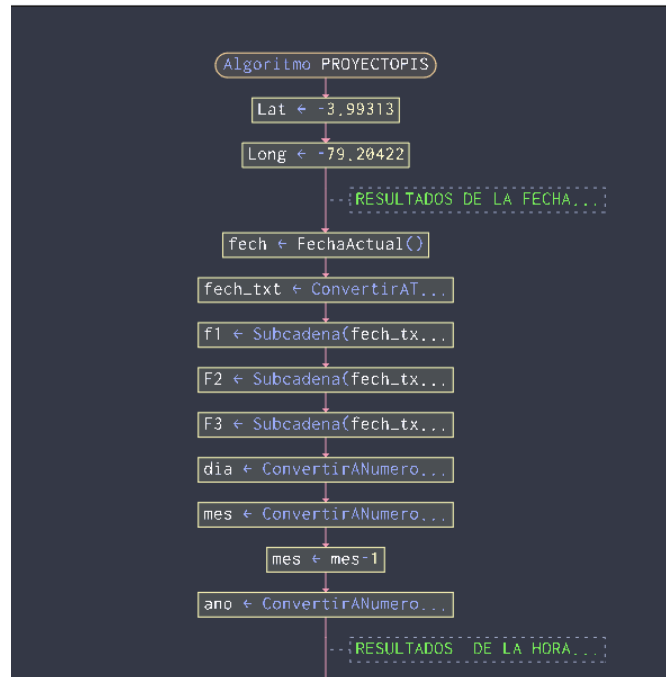 Algoritmo PROYECTOPIS
Lat ← -3.99313
Long ← -79.20422
RESULTADOS DE LA FECHA...
fech ← FechaActual()
fech_txt ← ConvertirAT...
f1 ← Subcadena(fech_tx...
F2 ← Subcadena(fech_tx...
F3 ← Subcadena(fech_tx...
dia ← ConvertirANumero...
mes ← ConvertirANumero...
mes ← mes-1
ano ← ConvertirANumero...
RESULTADOS DE LA HORA...